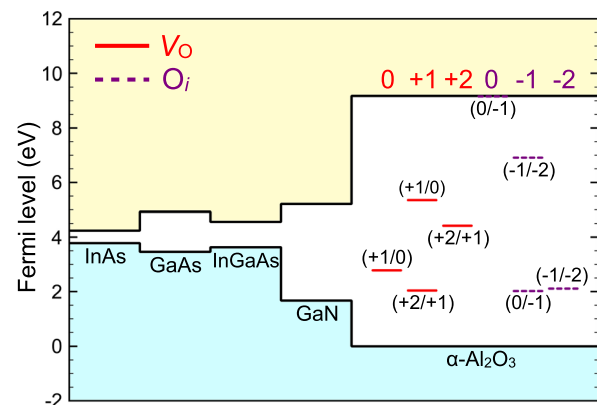 12
10
8
6
4
2
0
-2
Fermi level (eV)
V_O
O_i
0 +1 +2 0 -1 -2
(0/-1)
(-1/-2)
(+1/0)
(+2/+1)
(+1/0)
(+2/+1)
(-1/-2)
(0/-1)
InAs
GaAs
InGaAs
GaN
α-Al₂O₃